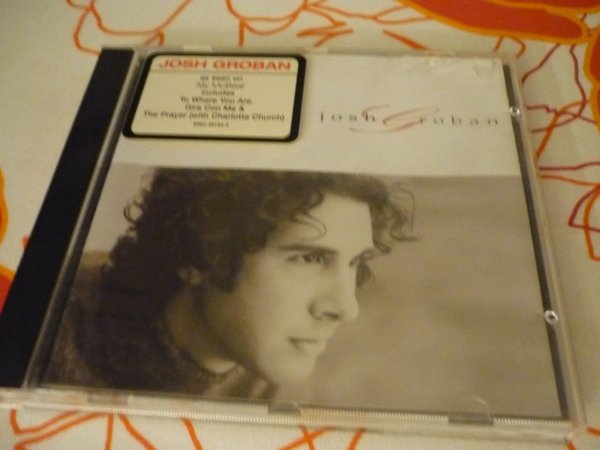 JOSH GROBAN
as seen on
Ally McBeal
includes
To Where You Are,
Gira Con Me &
The Prayer (with Charlotte Church)
josh Groban